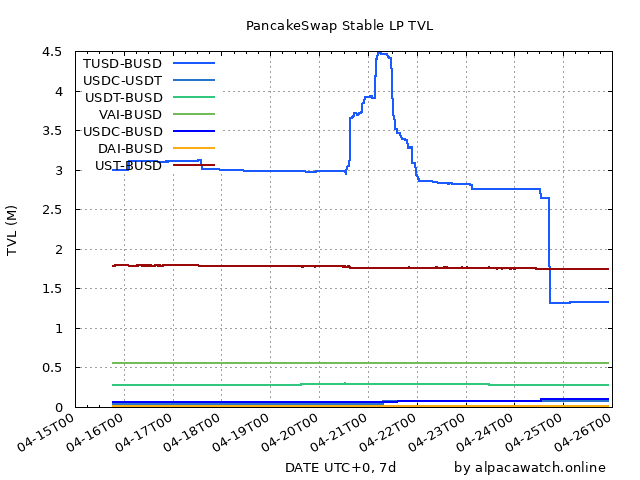 PancakeSwap Stable LP TVL
4.5
4
3.5
3
2.5
2
1.5
1
0.5
0
TVL (M)
TUSD-BUSD
USDC-USDT
USDT-BUSD
VAI-BUSD
USDC-BUSD
DAI-BUSD
UST-BUSD
04-15T00
04-16T00
04-17T00
04-18T00
04-19T00
04-20T00
04-21T00
04-22T00
04-23T00
04-24T00
04-25T00
04-26T00
DATE UTC+0, 7d
by alpacawatch.online